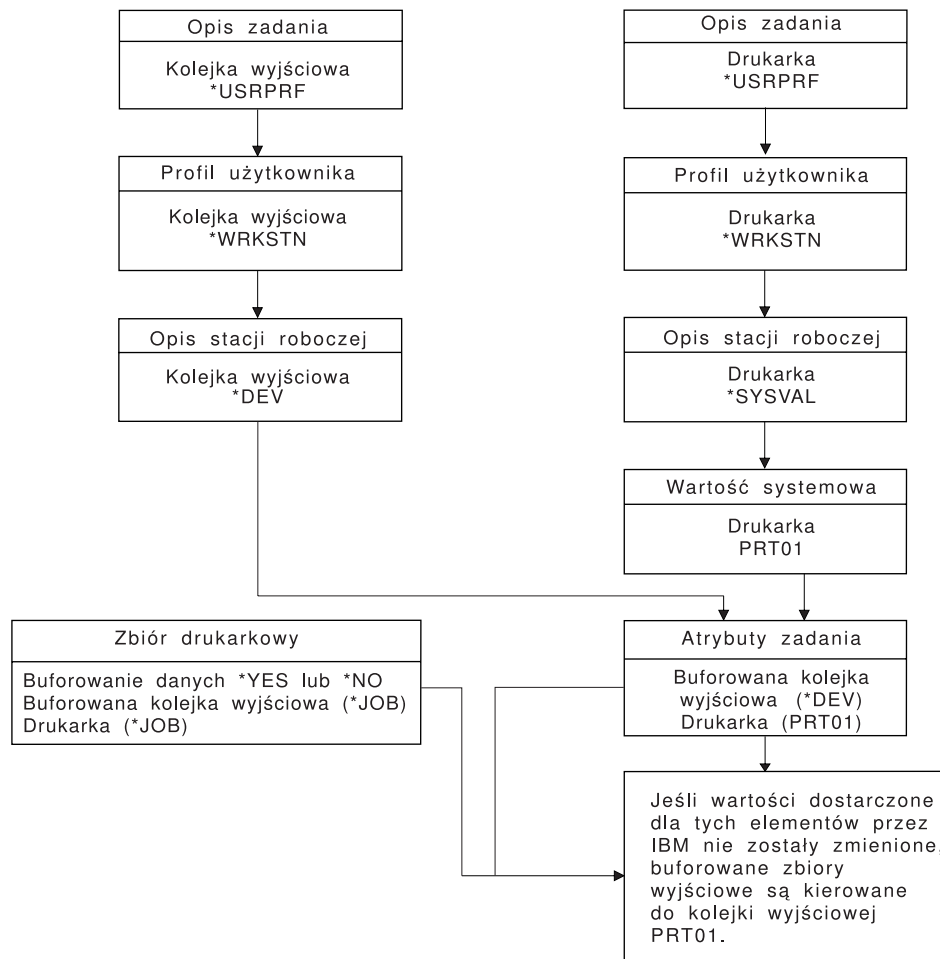 Opis zadania
Kolejka wyjściowa
*USRPRF
Profil użytkownika
Kolejka wyjściowa
*WRKSTN
Opis stacji roboczej
Kolejka wyjściowa
*DEV
Opis zadania
Drukarka
*USRPRF
Profil użytkownika
Drukarka
*WRKSTN
Opis stacji roboczej
Drukarka
*SYSVAL
Wartość systemowa
Drukarka
PRT01
Zbiór drukarkowy
Buforowanie danych *YES lub *NO
Buforowana kolejka wyjściowa (*JOB)
Drukarka (*JOB)
Atrybuty zadania
Buforowana kolejka
wyjściowa (*DEV)
Drukarka (PRT01)
Jeśli wartości dostarczone
dla tych elementów przez
IBM nie zostały zmienione,
buforowane zbiory
wyjściowe są kierowane
do kolejki wyjściowej
PRT01.